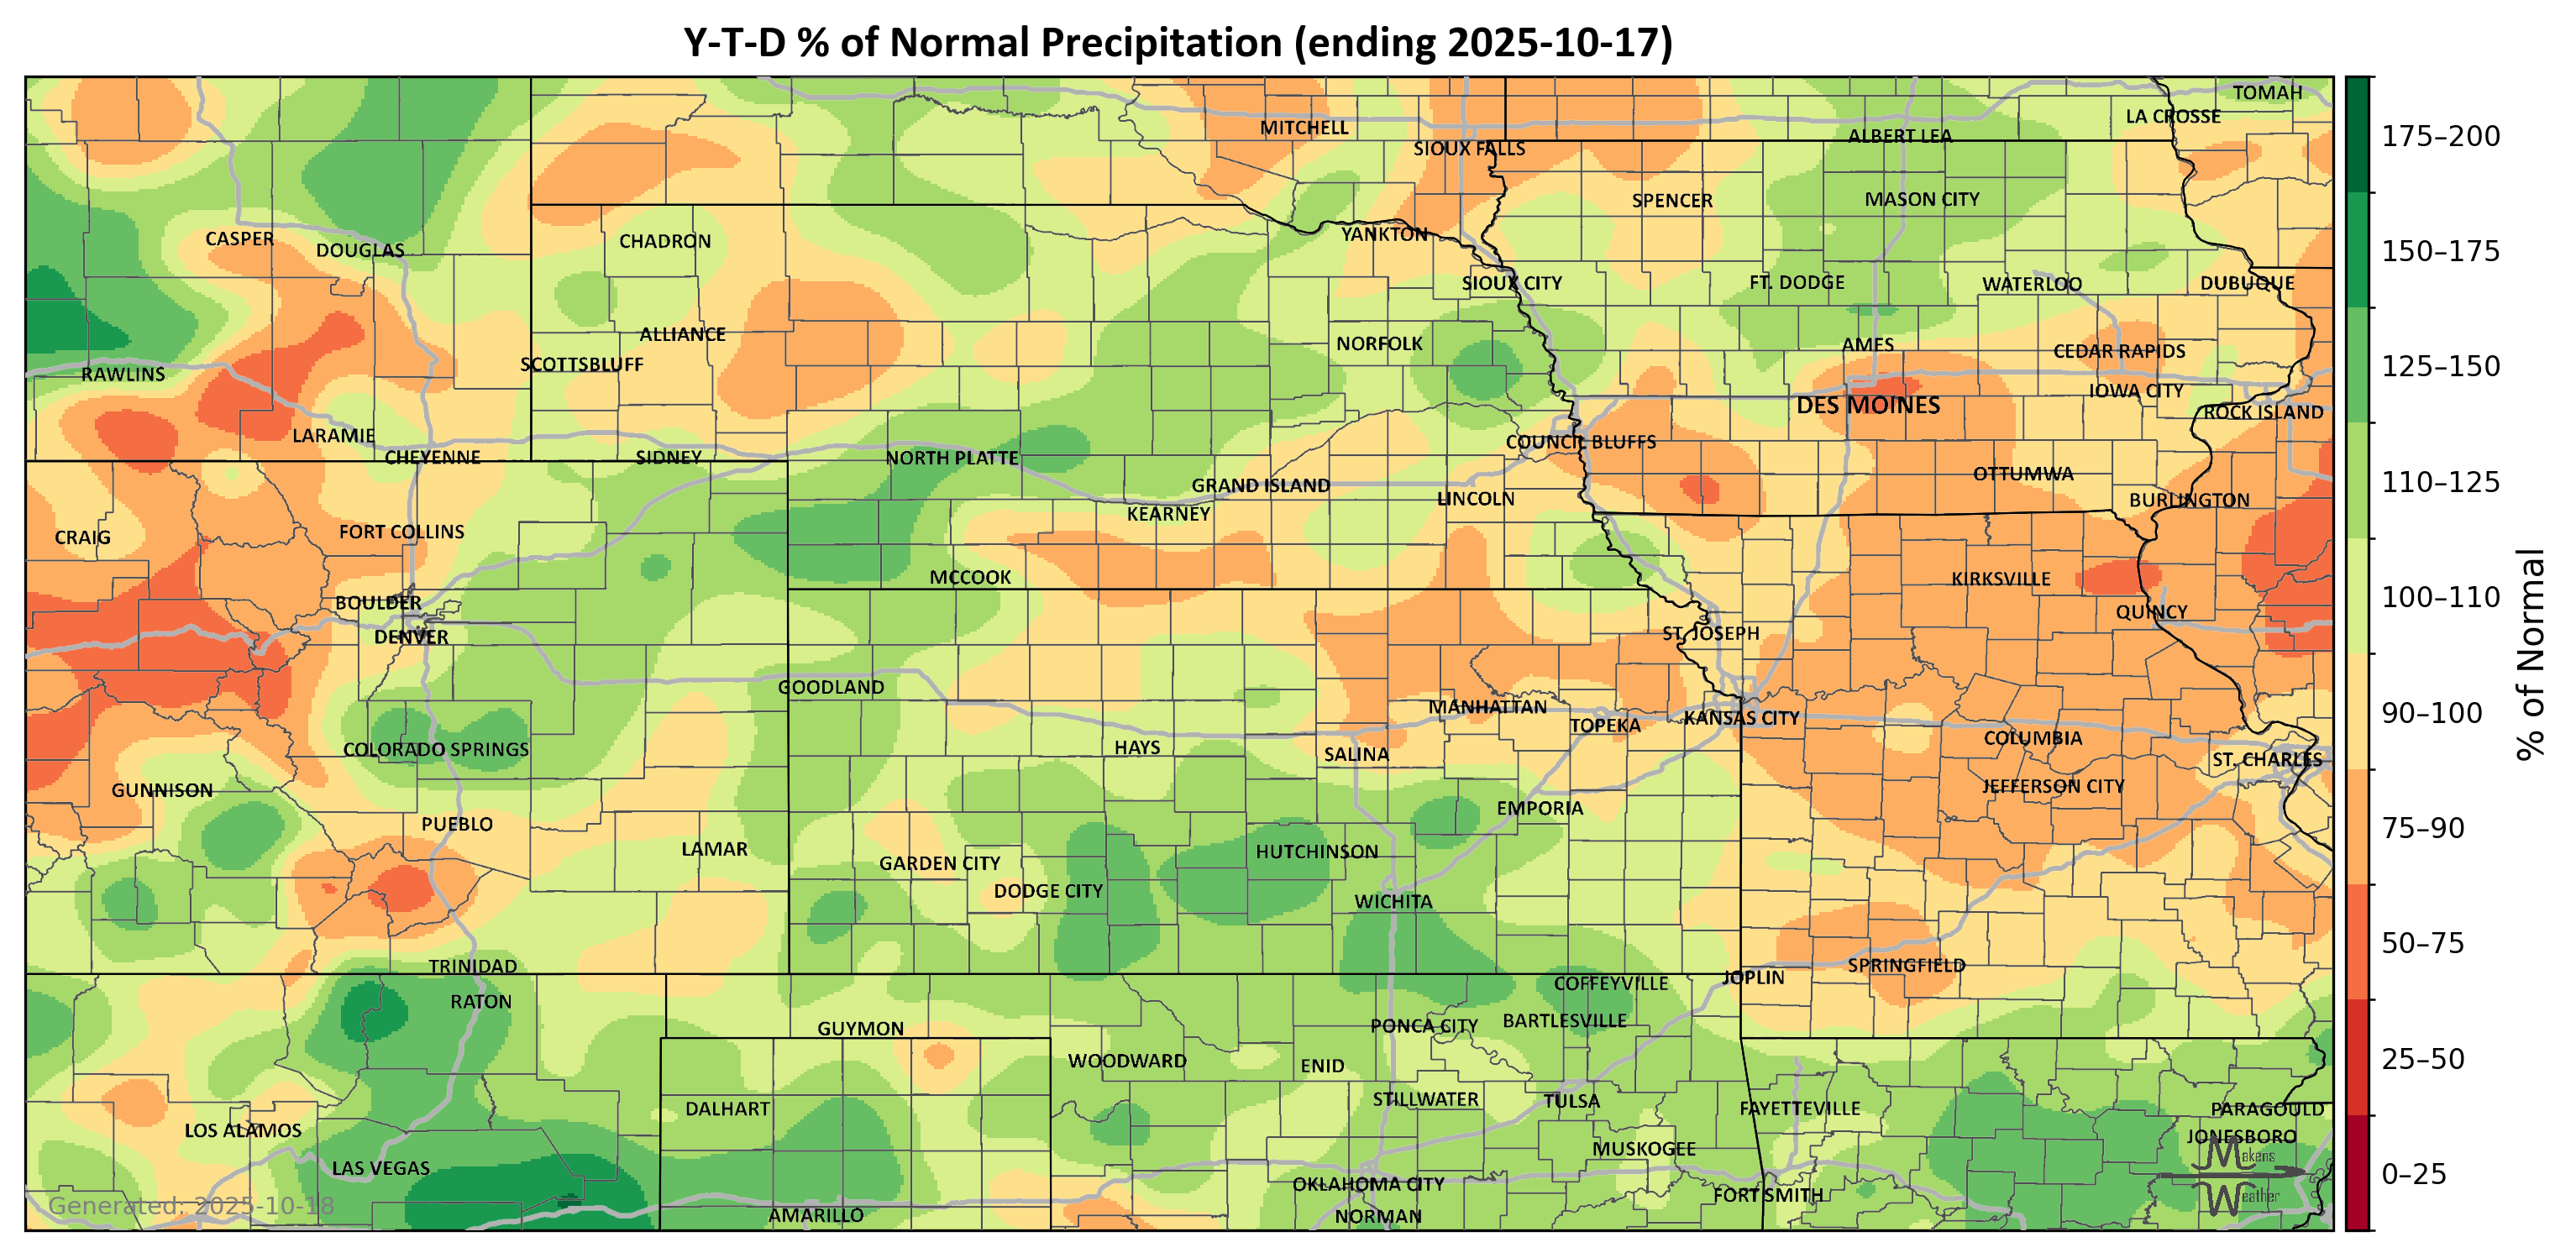 Y-T-D % of Normal Precipitation (ending 2025-10-17)
TOMAH
LA CROSSE
MITCHELL
ALBERT LEA
SIOUX FALLS
SPENCER
MASON CITY
YANKTON
CASPER
DOUGLAS
CHADRON
SIOUX CITY
FT. DODGE
WATERLOO
DUBUQUE
ALLIANCE
NORFOLK
AMES
CEDAR RAPIDS
SCOTTSBLUFF
RAWLINS
IOWA CITY
DES MOINES
ROCK ISLAND
LARAMIE
COUNCIL BLUFFS
CHEYENNE
SIDNEY
NORTH PLATTE
OTTUMWA
GRAND ISLAND
LINCOLN
BURLINGTON
KEARNEY
CRAIG
FORT COLLINS
MCCOOK
KIRKSVILLE
BOULDER
QUINCY
DENVER
ST. JOSEPH
GOODLAND
MANHATTAN
TOPEKA
KANSAS CITY
COLUMBIA
COLORADO SPRINGS
HAYS
SALINA
ST. CHARLES
GUNNISON
JEFFERSON CITY
EMPORIA
PUEBLO
LAMAR
HUTCHINSON
GARDEN CITY
DODGE CITY
WICHITA
TRINIDAD
SPRINGFIELD
JOPLIN
COFFEYVILLE
RATON
GUYMON
PONCA CITY
BARTLESVILLE
WOODWARD
ENID
STILLWATER
TULSA
DALHART
FAYETTEVILLE
PARAGOULD
LOS ALAMOS
JONESBORO
MUSKOGEE
LAS VEGAS
OKLAHOMA CITY
FORT SMITH
AMARILLO
NORMAN
Generated: 2025-10-18
Makens
Weather
175–200
150–175
125–150
110–125
100–110
90–100
75–90
50–75
25–50
0–25
% of Normal